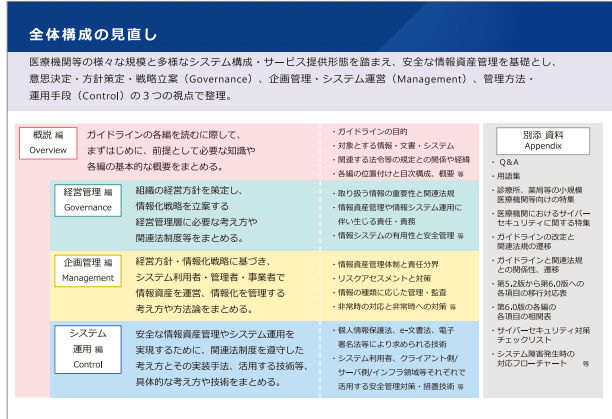 全体構成の見直し
医療機関等の様々な規模と多様なシステム構成・サービス提供形態を踏まえ、安全な情報資産管理を基礎とし、
意思決定・方針策定・戦略立案（Governance）、企画管理・システム運営（Management）、管理方法・
運用手段（Control）の３つの視点で整理。
概説 編
Overview
ガイドラインの各編を読むに際して、
まずはじめに、前提として必要な知識や
各編の基本的な概要をまとめる。
・ガイドラインの目的
・対象とする情報・文書・システム
・関連する法令等の規定との関係や経緯
・各編の位置付けと目次構成、概要 等
経営管理 編
Governance
組織の経営方針を策定し、
情報化戦略を立案する
経営管理層に必要な考え方や
関連法制度等をまとめる。
・取り扱う情報の重要性と関連法規
・情報資産管理や情報システム運用に
伴い生じる責任・責務
・情報システムの有用性と安全管理 等
企画管理 編
Management
経営方針・情報化戦略に基づき、
システム利用者・管理者・事業者で
情報資産を運営、情報化を管理する
考え方や方法論をまとめる。
・情報資産管理体制と責任分界
・リスクアセスメントと対策
・情報の種類に応じた管理・監査
・非常時の対応と非常時への対策 等
システム
運用 編
Control
安全な情報資産管理やシステム運用を
実現するために、関連法制度を遵守した
考え方とその実装手法、活用する技術等、
具体的な考え方や技術をまとめる。
・個人情報保護法、e-文書法、電子
署名法等により求められる技術
・システム利用者、クライアント側/
サーバ側/インフラ領域等それぞれで
活用する安全管理対策・措置技術 等
別添 資料
Appendix
・ Q&A
・用語集
・診療所、薬局等の小規模
医療機関等向けの特集
・医療機関におけるサイバー
セキュリティに関する特集
・ガイドラインの改定と
関連法規の遷移
・ガイドラインと関連法規
との関係性、遷移
・第5.2版から第6.0版への
各項目の移行対応表
・第6.0版の各編の
各項目の相関表
・サイバーセキュリティ対策
チェックリスト
・システム障害発生時の
対応フローチャート 等